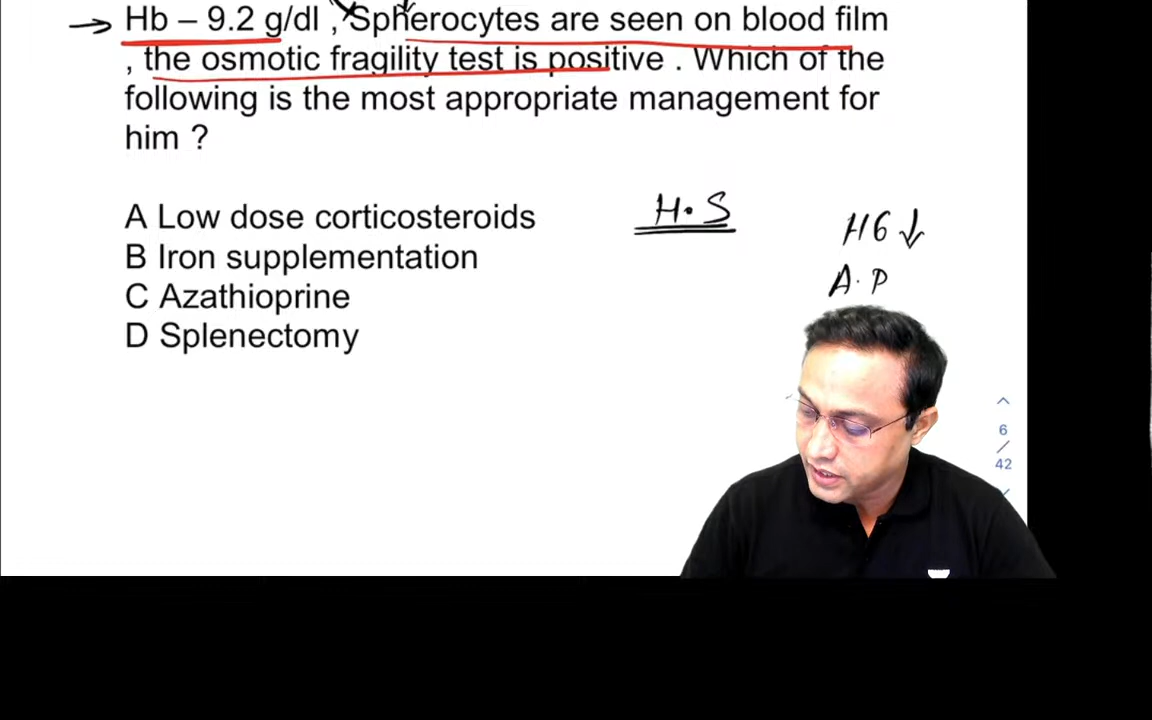 Hb – 9.2 g/dl , Spherocytes are seen on blood film
, the osmotic fragility test is positive . Which of the
following is the most appropriate management for
him ?
A Low dose corticosteroids
B Iron supplementation
C Azathioprine
D Splenectomy
H.S
Hb ↓
A.P
6
/
42